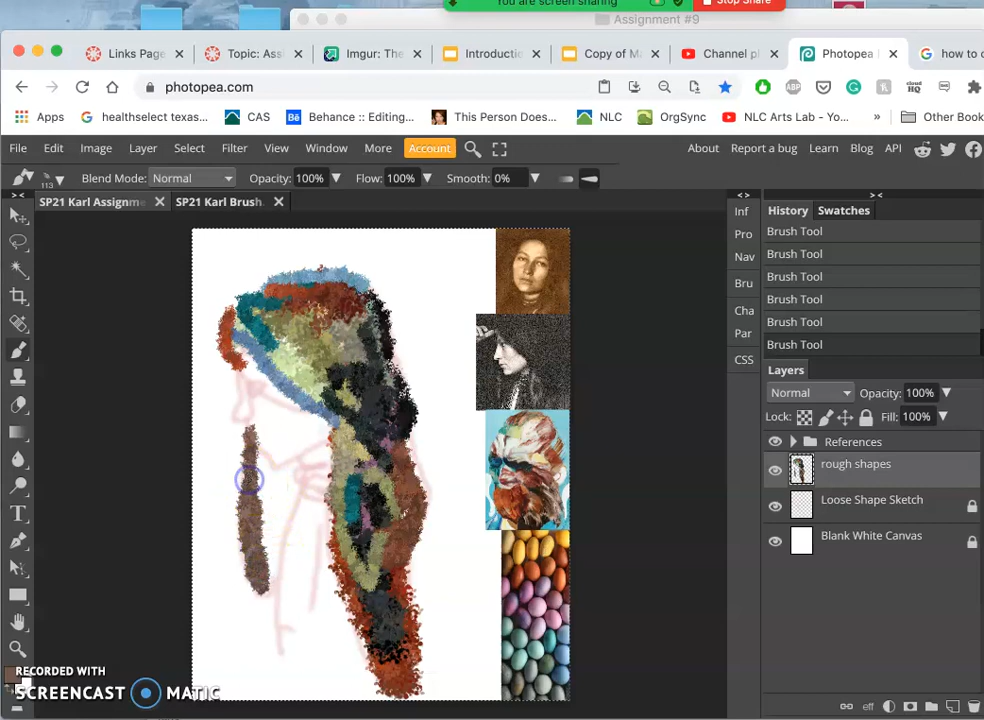 You are screen sharing Stop Share
Assignment #9
Links Page Topic: Assi Imgur: The Introductio Copy of Ma Channel pl Photopea how to c
photopea.com
Apps healthselect texas... CAS Behance :: Editing... This Person Does... NLC OrgSync NLC Arts Lab - Yo... » Other Book
File Edit Image Layer Select Filter View Window More Account About Report a bug Learn Blog API
113 Blend Mode: Normal Opacity: 100% Flow: 100% Smooth: 0%
SP21 Karl Assignme SP21 Karl Brush.
Inf
Pro
Nav
Bru
Cha
Par
CSS
History Swatches
Brush Tool
Brush Tool
Brush Tool
Brush Tool
Brush Tool
Brush Tool
Layers
Normal Opacity: 100%
Lock: Fill: 100%
References
rough shapes
Loose Shape Sketch
Blank White Canvas
eff
RECORDED WITH
SCREENCAST MATIC